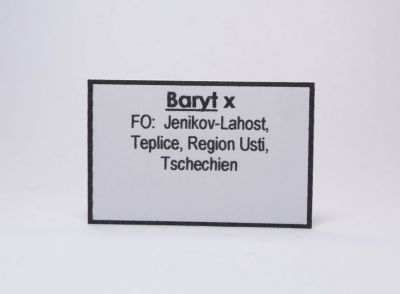 Baryt x
FO: Jenikov-Lahost,
Teplice, Region Usti,
Tschechien